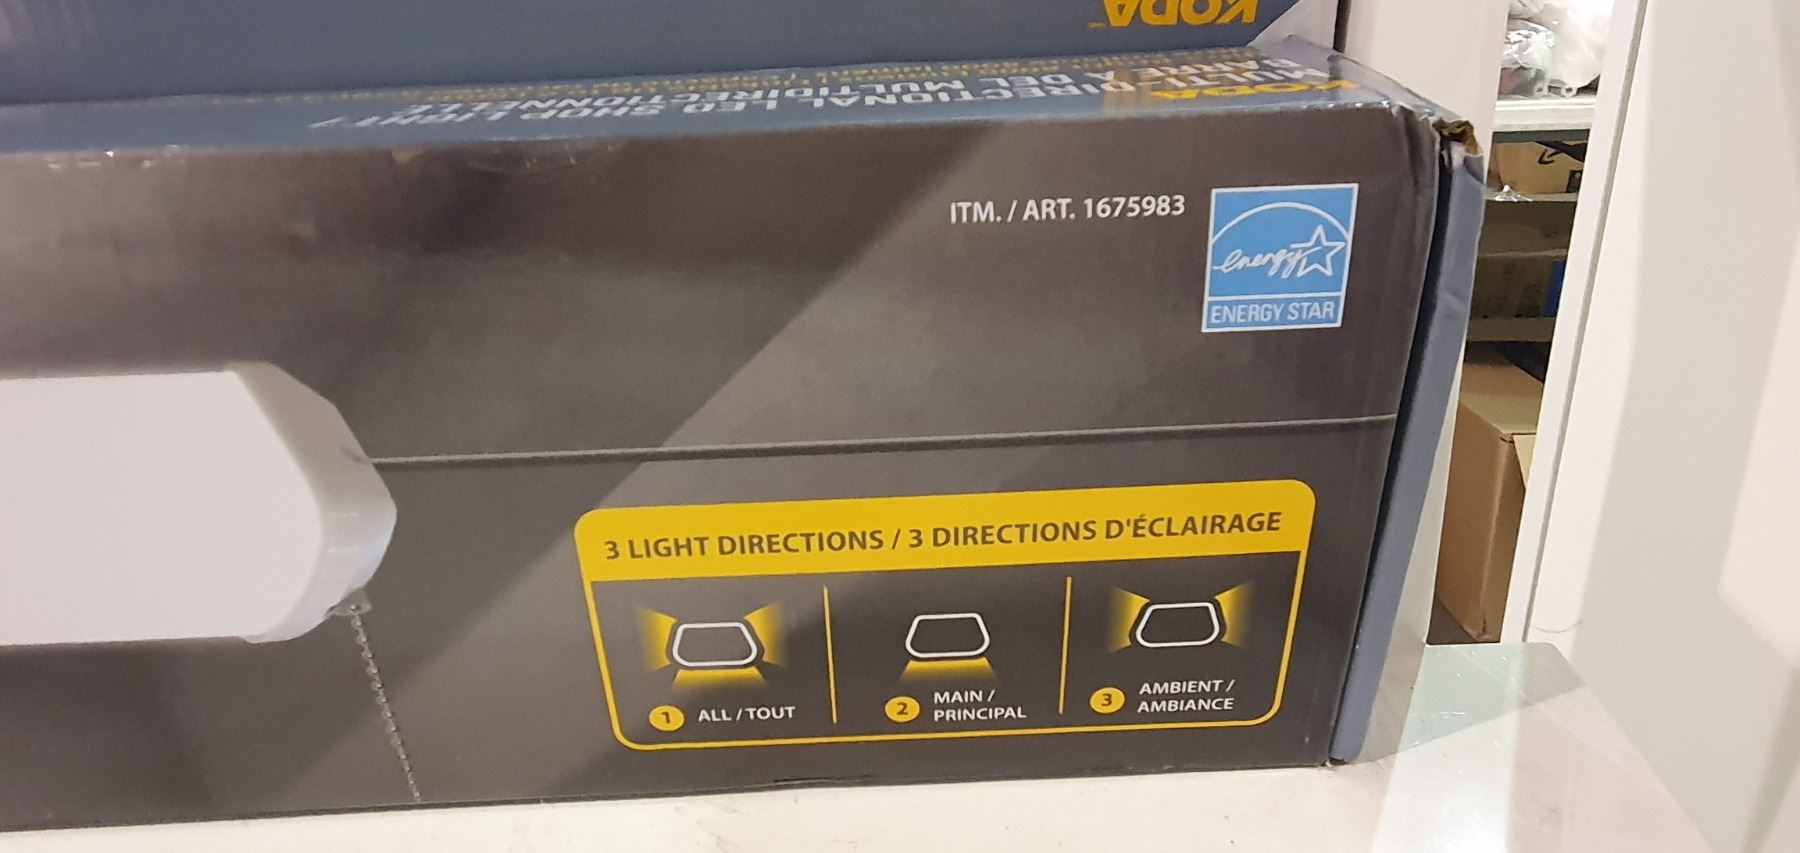 KODA
KODA
MULTI-DIRECTIONAL LED SHOP LIGHT
BARRE À DEL MULTIDIRECTIONNELLE
ITM. / ART. 1675983
energy
ENERGY STAR
3 LIGHT DIRECTIONS / 3 DIRECTIONS D'ÉCLAIRAGE
1 ALL / TOUT
2 MAIN /
PRINCIPAL
3 AMBIENT /
AMBIANCE